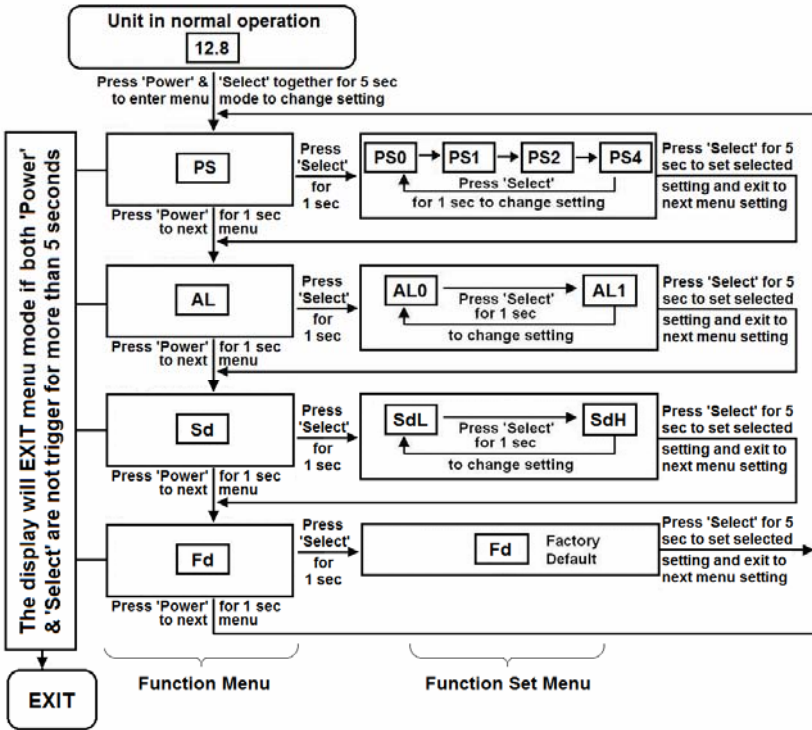 Unit in normal operation
12.8
Press 'Power' & 'Select' together for 5 sec
to enter menu mode to change setting
The display will EXIT menu mode if both 'Power'
& 'Select' are not trigger for more than 5 seconds
EXIT
PS
Press
'Select'
for
1 sec
PS0 PS1 PS2 PS4
Press 'Select'
for 1 sec to change setting
Press 'Select' for 5
sec to set selected
setting and exit to
next menu setting
Press 'Power' for 1 sec
to next menu
AL
Press
'Select'
for
1 sec
AL0 AL1
Press 'Select'
for 1 sec
to change setting
Press 'Select' for 5
sec to set selected
setting and exit to
next menu setting
Press 'Power' for 1 sec
to next menu
Sd
Press
'Select'
for
1 sec
SdL SdH
Press 'Select'
for 1 sec
to change setting
Press 'Select' for 5
sec to set selected
setting and exit to
next menu setting
Press 'Power' for 1 sec
to next menu
Fd
Press
'Select'
for
1 sec
Fd Factory
Default
Press 'Select' for 5
sec to set selected
setting and exit to
next menu setting
Press 'Power' for 1 sec
to next menu
Function Menu
Function Set Menu